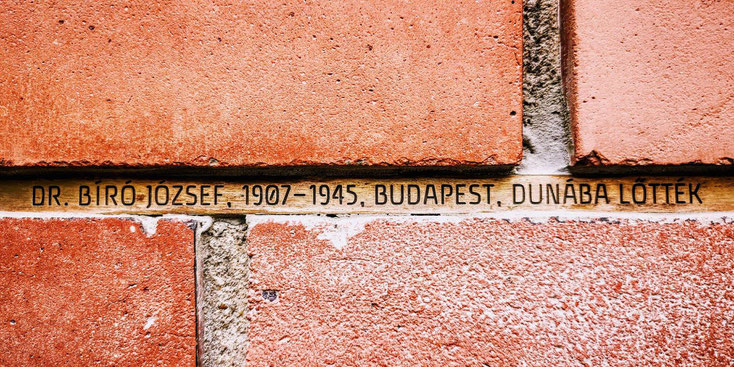 DR. BÍRÓ JÓZSEF, 1907–1945, BUDAPEST, DUNÁBA LŐTTÉK